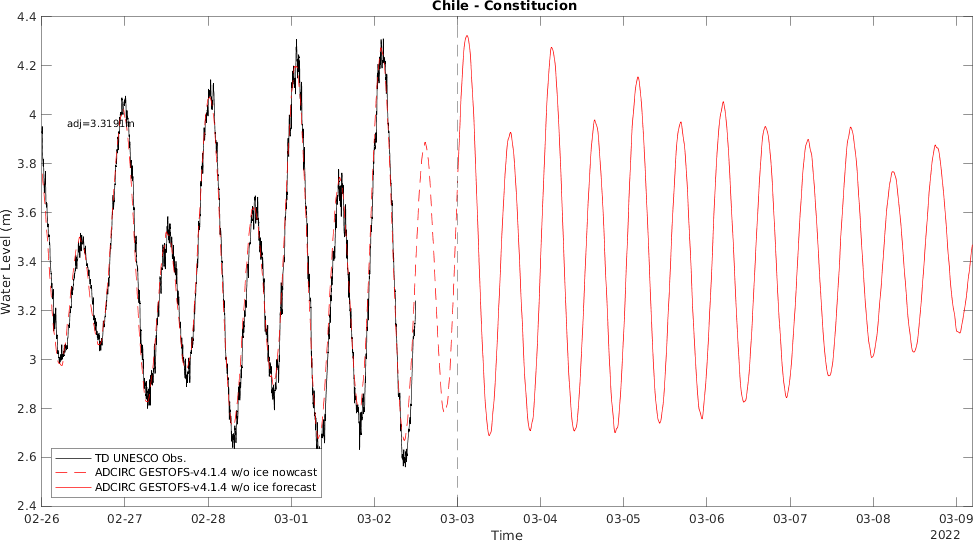 Chile - Constitucion
4.4
4.2
4
3.8
3.6
3.4
3.2
3
2.8
2.6
2.4
Water Level (m)
adj=3.3191m
TD UNESCO Obs.
ADCIRC GESTOFS-v4.1.4 w/o ice nowcast
ADCIRC GESTOFS-v4.1.4 w/o ice forecast
02-26 02-27 02-28 03-01 03-02 03-03 03-04 03-05 03-06 03-07 03-08 03-09
Time
2022